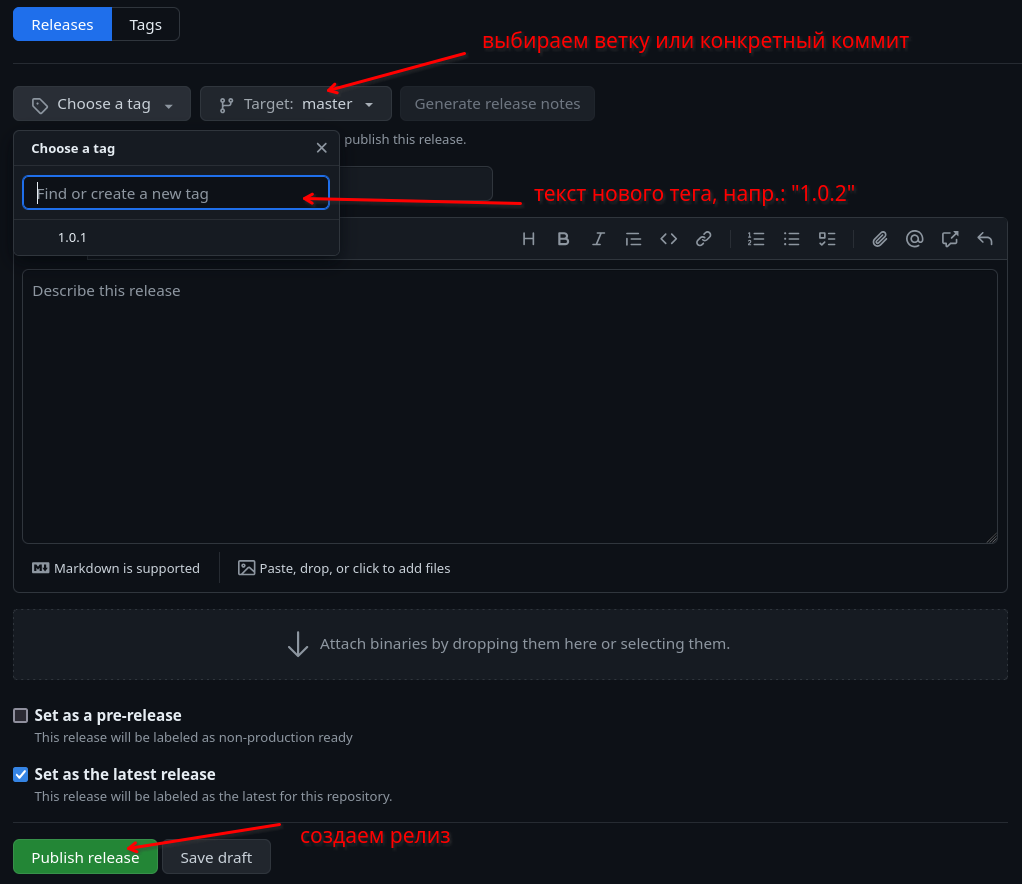 Releases Tags
выбираем ветку или конкретный коммит
Choose a tag Target: master Generate release notes
Choose a tag
publish this release.
Find or create a new tag
текст нового тега, напр.: "1.0.2"
1.0.1
Describe this release
Markdown is supported Paste, drop, or click to add files
Attach binaries by dropping them here or selecting them.
Set as a pre-release
This release will be labeled as non-production ready
Set as the latest release
This release will be labeled as the latest for this repository.
создаем релиз
Publish release Save draft